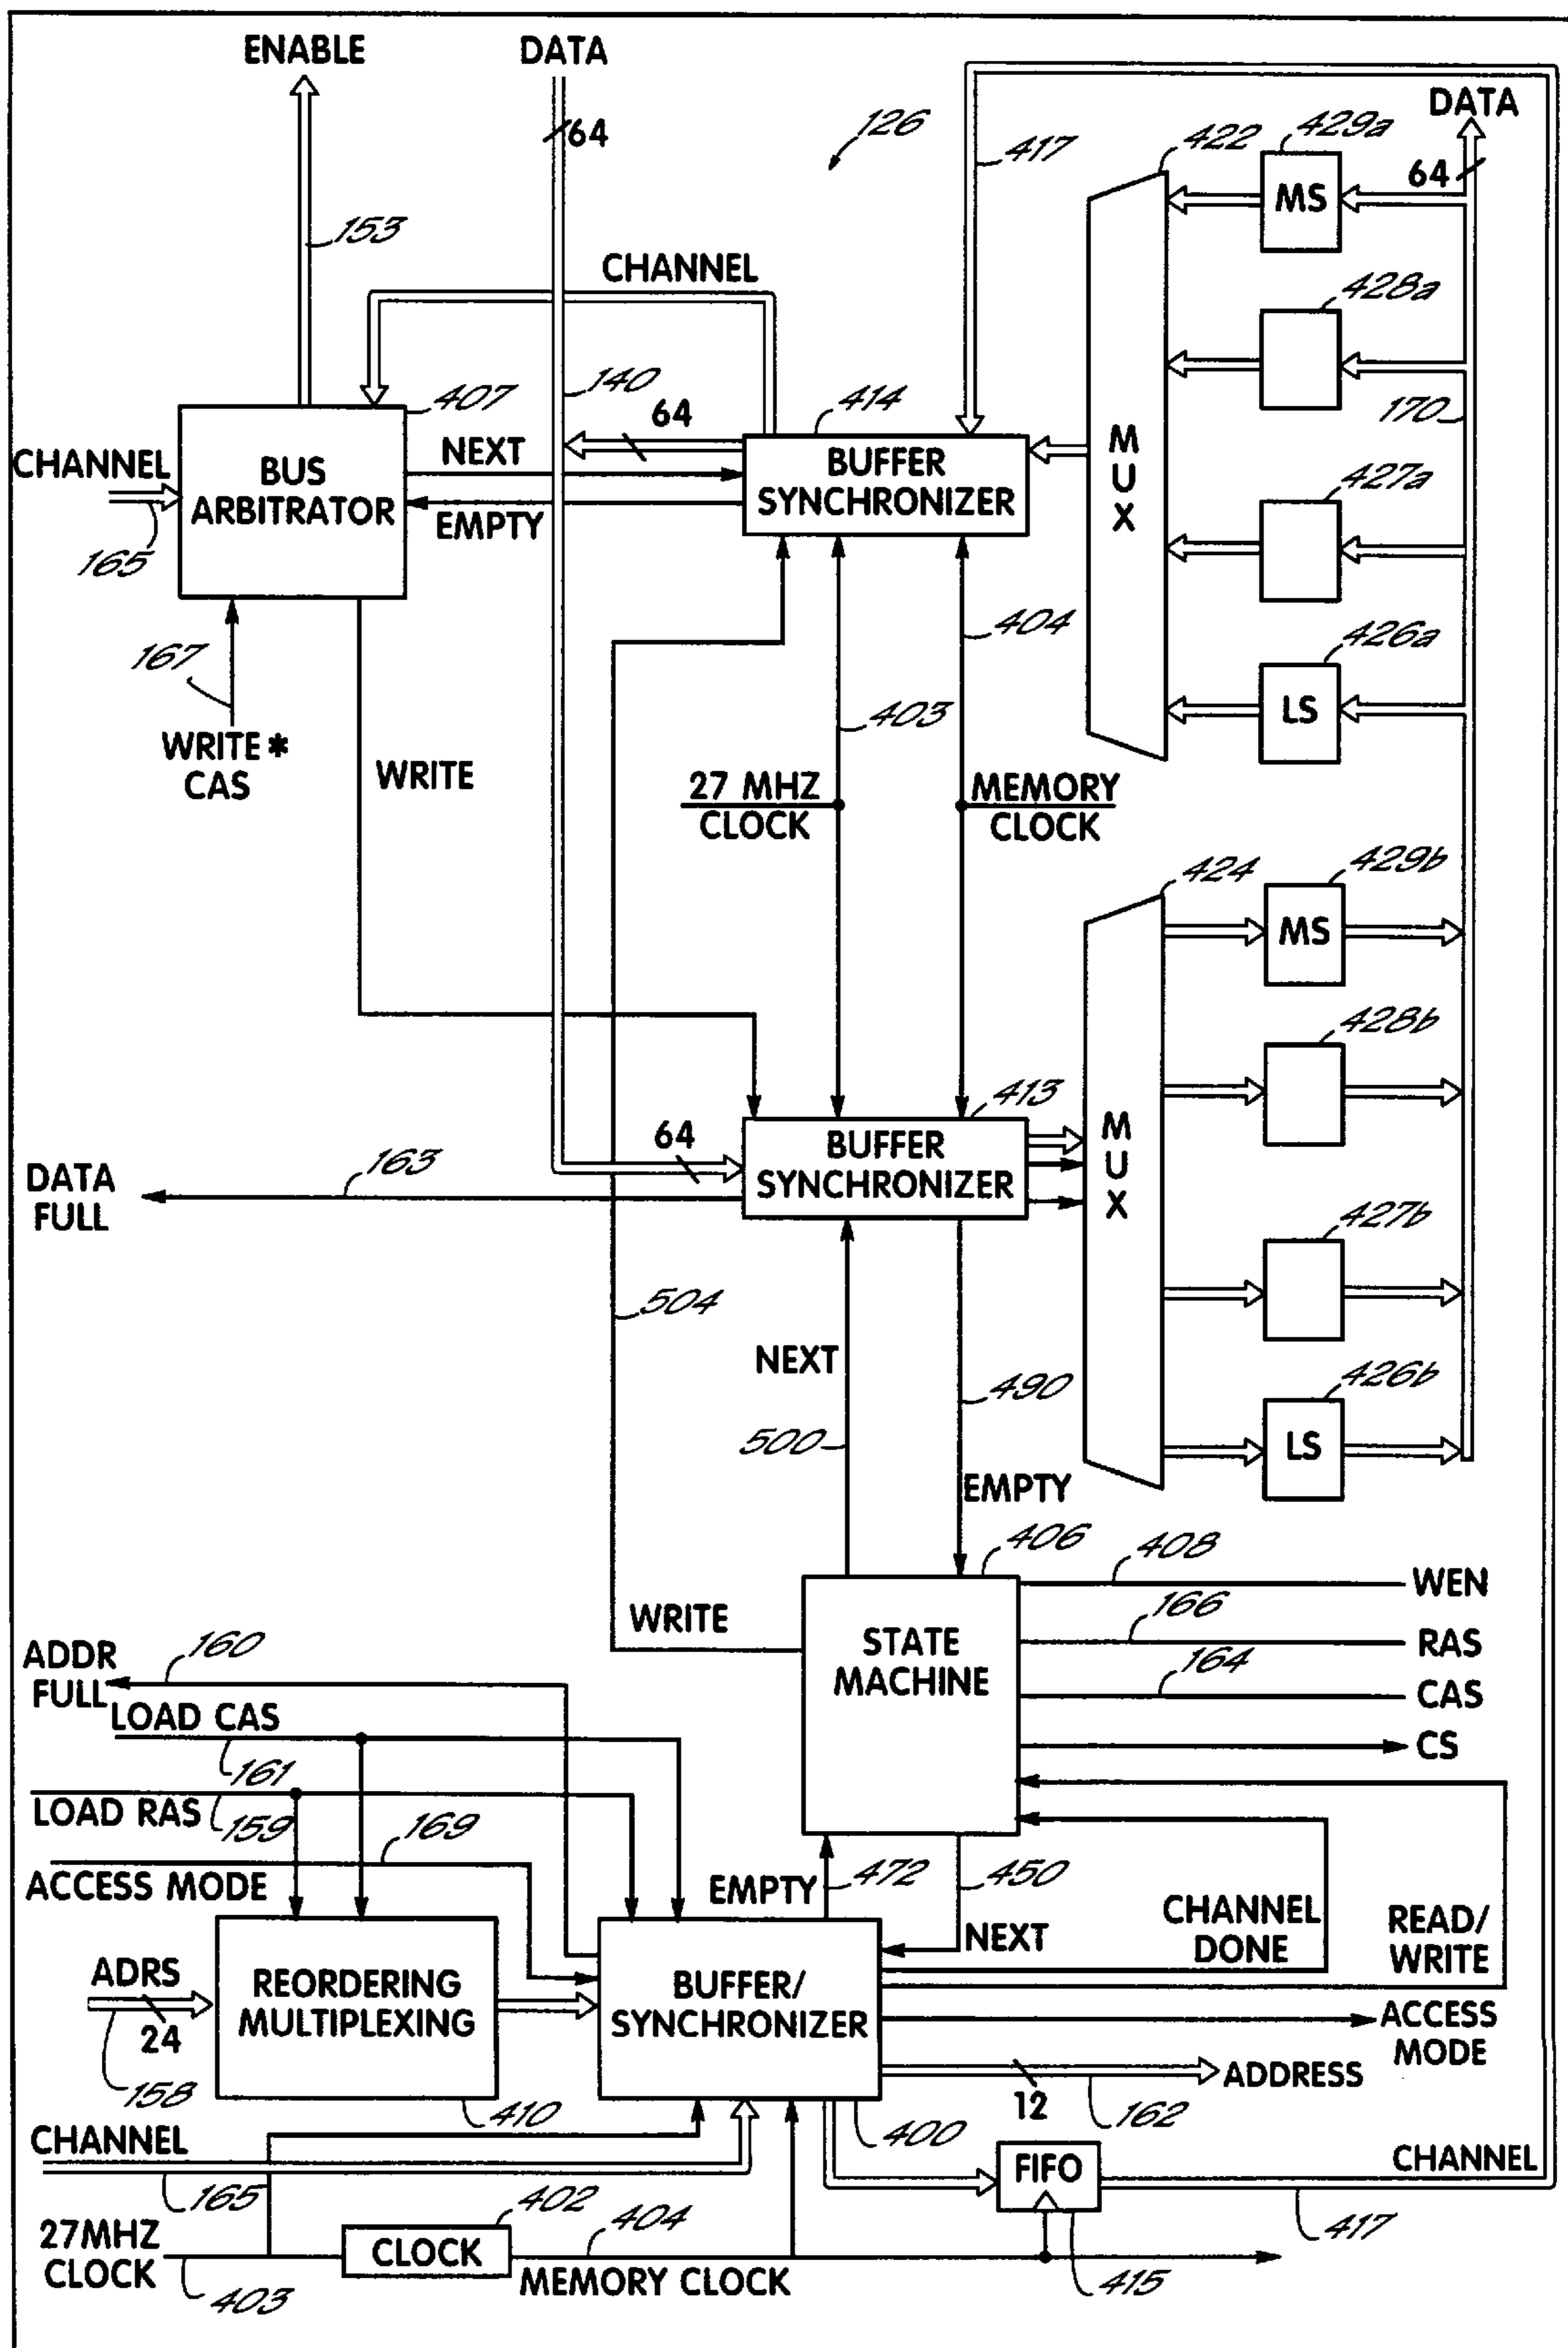 ENABLE
DATA
64
126
417
422
429a
DATA
64
MS
153
CHANNEL
428a
140
407
64
414
170
CHANNEL
BUS
ARBITRATOR
NEXT
EMPTY
BUFFER
SYNCHRONIZER
MUX
427a
165
404
426a
167
403
LS
WRITE *
CAS
WRITE
27 MHZ
CLOCK
MEMORY
CLOCK
424
429b
MS
428b
413
DATA
FULL
163
64
BUFFER
SYNCHRONIZER
MUX
427b
504
NEXT
490
426b
500
LS
EMPTY
406
408
WEN
166
RAS
WRITE
STATE
MACHINE
164
CAS
CS
ADDR
FULL
160
LOAD CAS
161
LOAD RAS
159
169
ACCESS MODE
EMPTY
472
450
NEXT
CHANNEL
DONE
READ/
WRITE
ADRS
24
158
REORDERING
MULTIPLEXING
BUFFER/
SYNCHRONIZER
ACCESS
MODE
ADDRESS
12
162
410
400
CHANNEL
165
FIFO
CHANNEL
417
27MHZ
CLOCK
403
402
CLOCK
404
MEMORY CLOCK
415